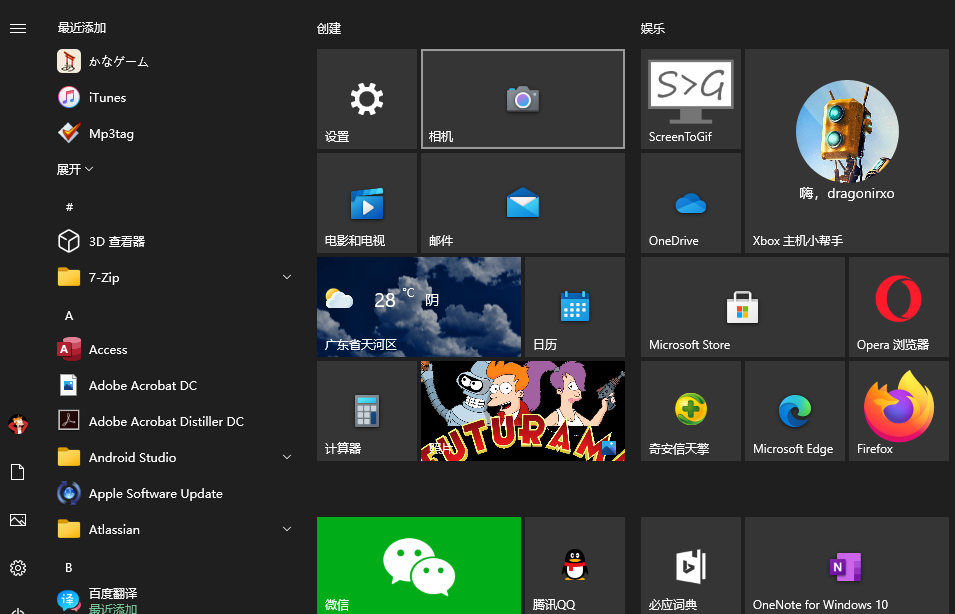 最近添加
かなゲーム
iTunes
Mp3tag
展开
#
3D 查看器
7-Zip
A
Access
Adobe Acrobat DC
Adobe Acrobat Distiller DC
Android Studio
Apple Software Update
Atlassian
B
译
百度翻译
最近添加
创建
设置
相机
电影和电视
邮件
28 °C 阴
广东省天河区
日历
计算器
FUTURAMA
照片
微信
腾讯QQ
娱乐
S>G
ScreenToGif
嗨，dragonirxo
OneDrive
Xbox 主机小帮手
Microsoft Store
Opera 浏览器
奇安信天擎
Microsoft Edge
Firefox
必应词典
N
OneNote for Windows 10